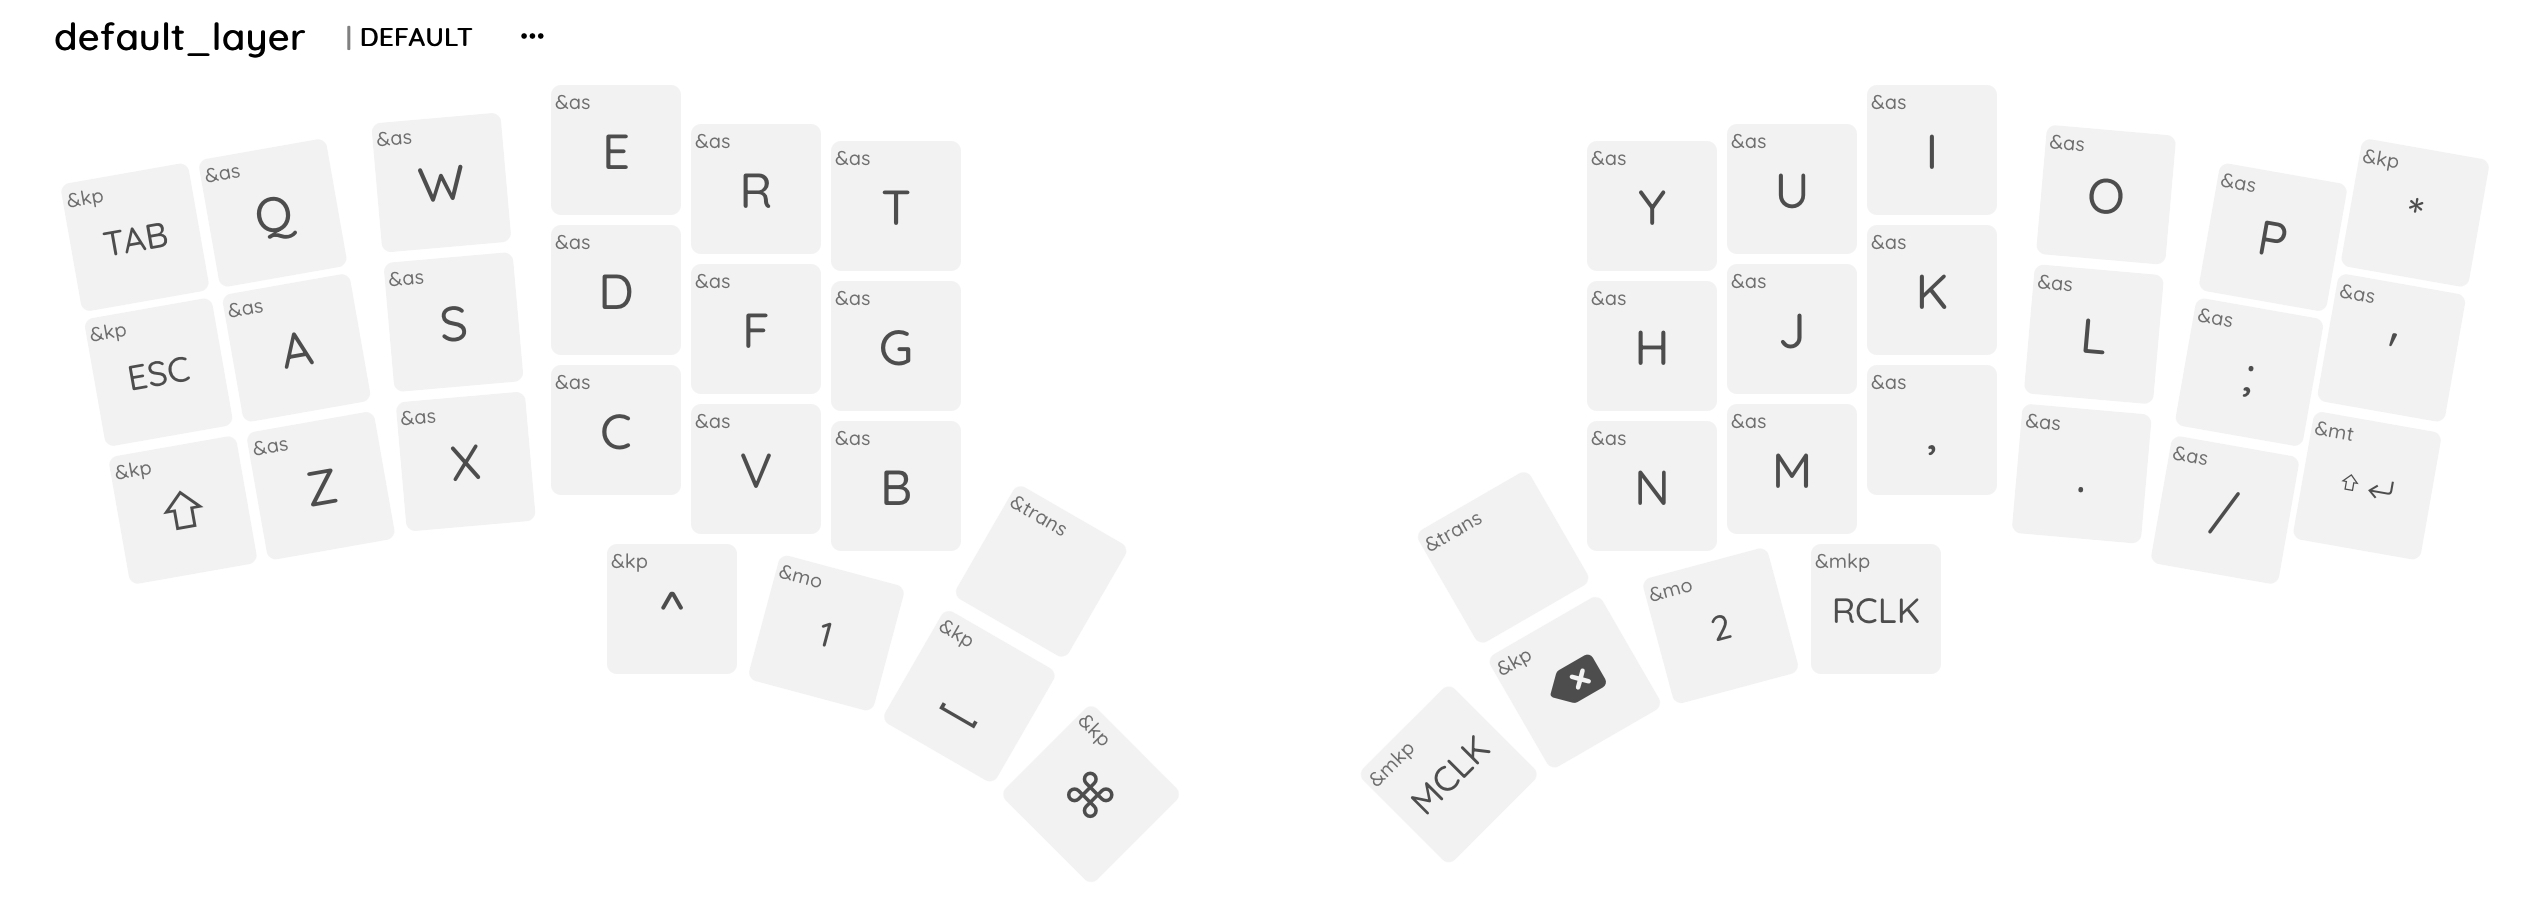 default_layer | DEFAULT •••
&kp TAB &as Q &as W &as E &as R &as T &as Y &as U &as I &as O &as P &kp *
&kp ESC &as A &as S &as D &as F &as G &as H &as J &as K &as L &as ; &as '
&kp ⇧ &as Z &as X &as C &as V &as B &as N &as M &as , &as . &as / &mt ⇧ ↵
&trans &trans
&kp ^ &mo 1 &kp ⎵ &kp ⌘ &mkp MCLK &kp ⌫ &mo 2 &mkp RCLK